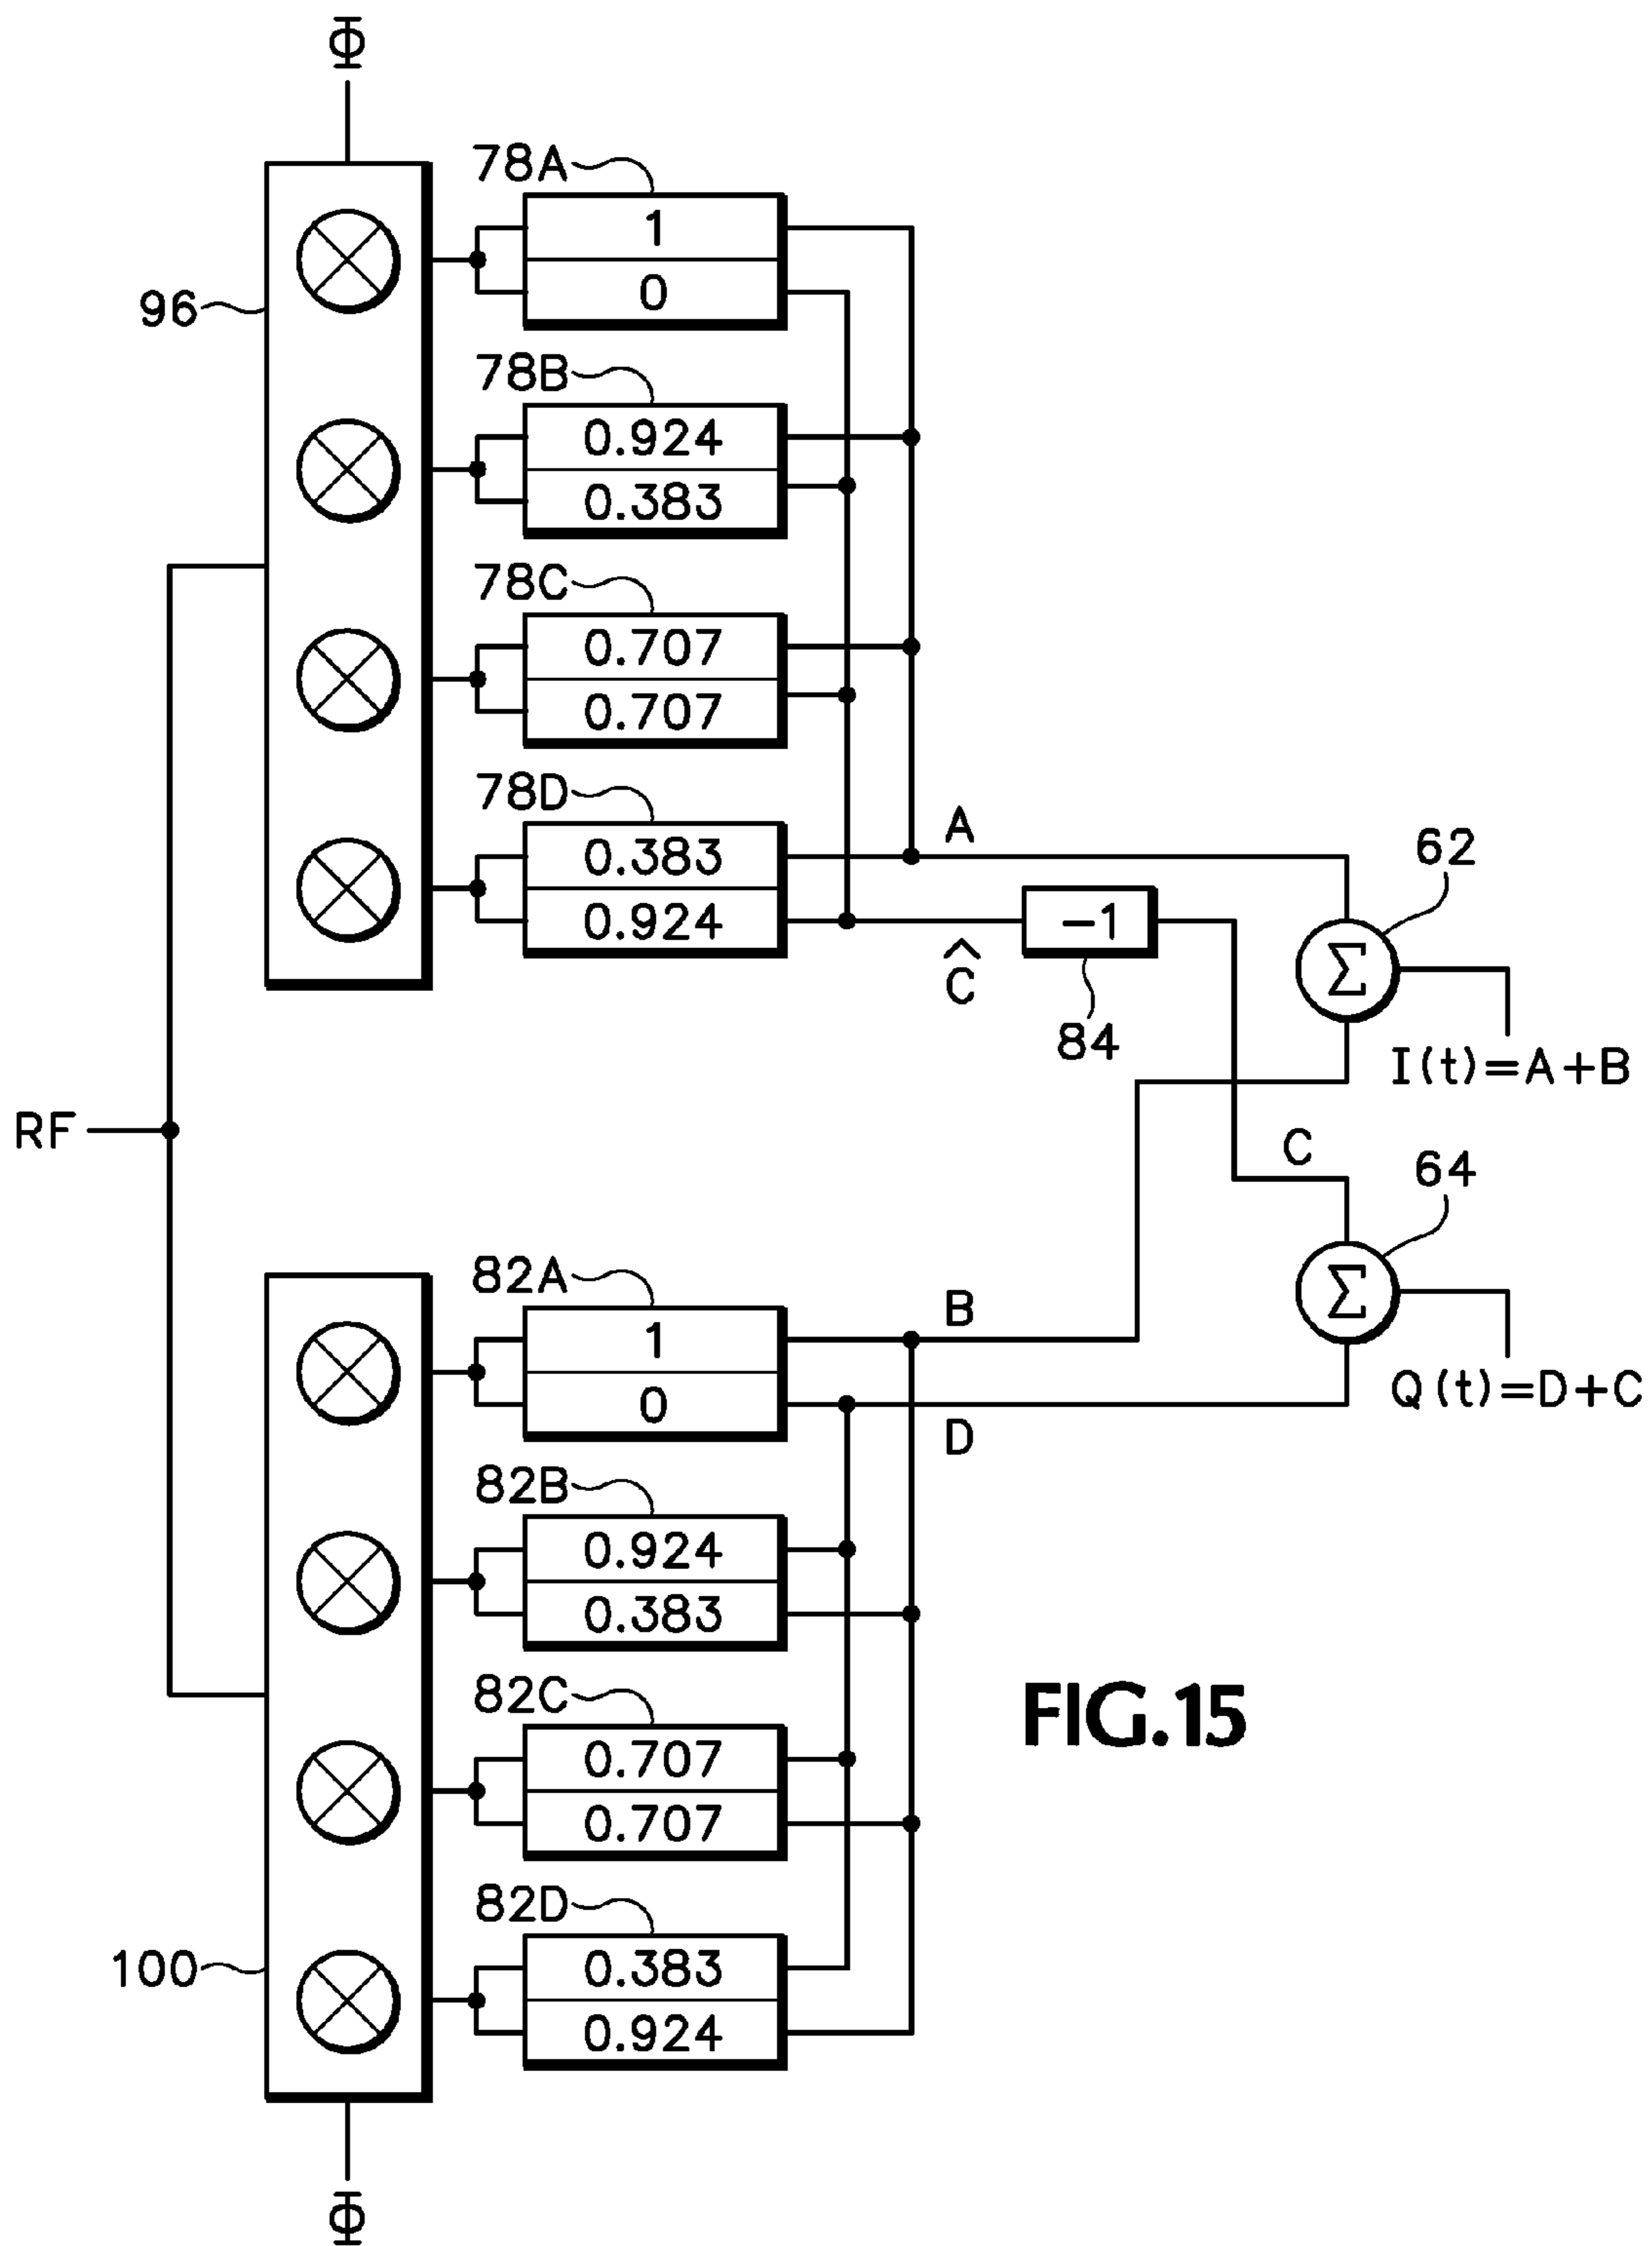 Φ
78A
1
0
96
78B
0.924
0.383
78C
0.707
0.707
78D
0.383
0.924
A
Ĉ
-1
84
62
Σ
I(t)=A+B
RF
C
64
Σ
Q(t)=D+C
82A
1
0
B
D
82B
0.924
0.383
82C
0.707
0.707
FIG.15
82D
0.383
0.924
100
Φ